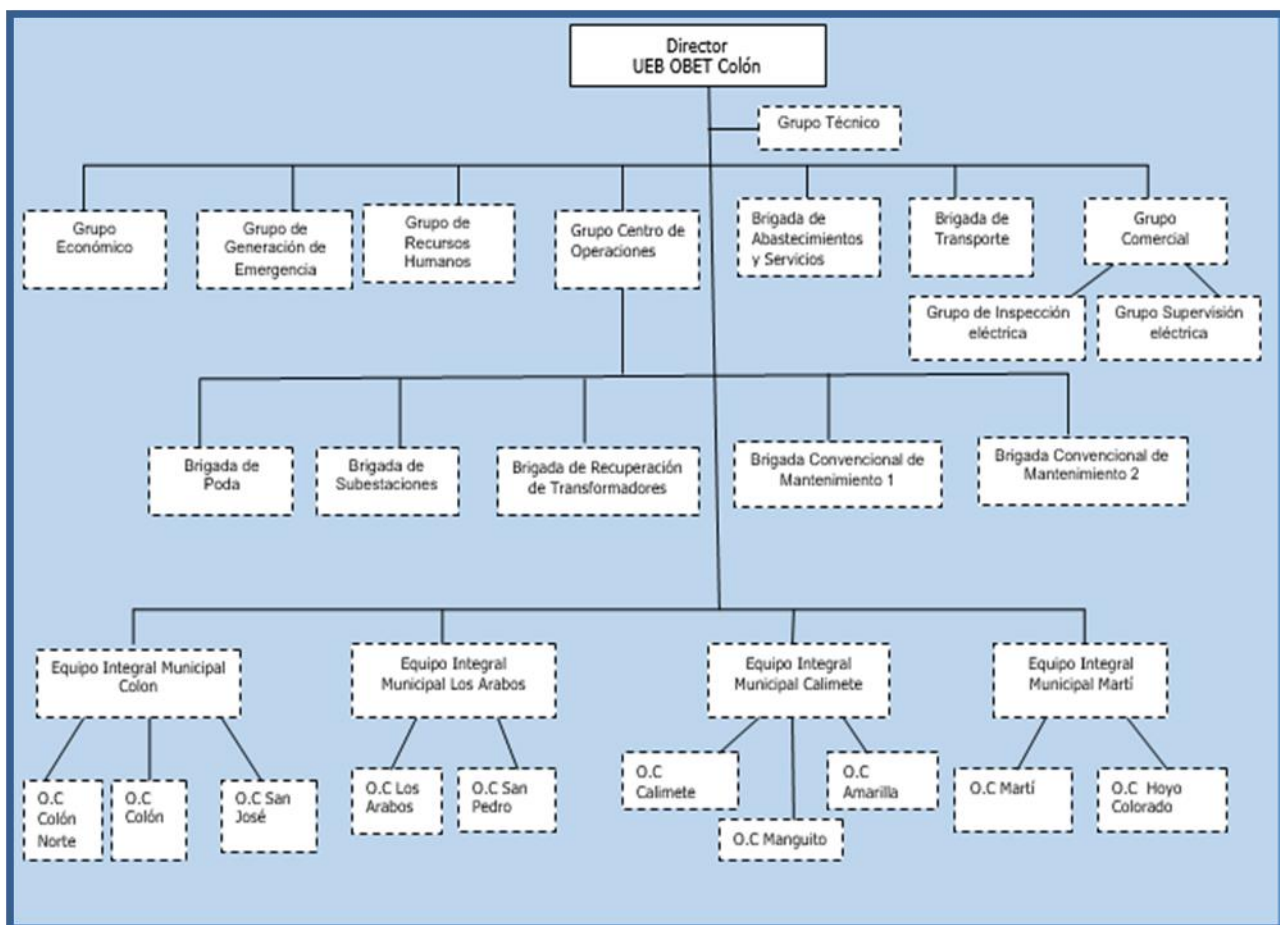 Director
UEB OBET Colón
Grupo Técnico
Grupo
Económico
Grupo de
Generación de
Emergencia
Grupo de
Recursos
Humanos
Grupo Centro de
Operaciones
Brigada de
Abastecimientos
y Servicios
Brigada de
Transporte
Grupo
Comercial
Grupo de Inspección
eléctrica
Grupo Supervisión
eléctrica
Brigada de
Poda
Brigada de
Subestaciones
Brigada de Recuperación
de Transformadores
Brigada Convencional de
Mantenimiento 1
Brigada Convencional de
Mantenimiento 2
Equipo Integral Municipal
Colon
Equipo Integral
Municipal Los Arabos
Equipo Integral
Municipal Calimete
Equipo Integral
Municipal Martí
O.C
Colón
Norte
O.C
Colón
O.C San
José
O.C Los
Arabos
O.C San
Pedro
O.C
Calimete
O.C Manguito
O.C
Amarilla
O.C Martí
O.C Hoyo
Colorado